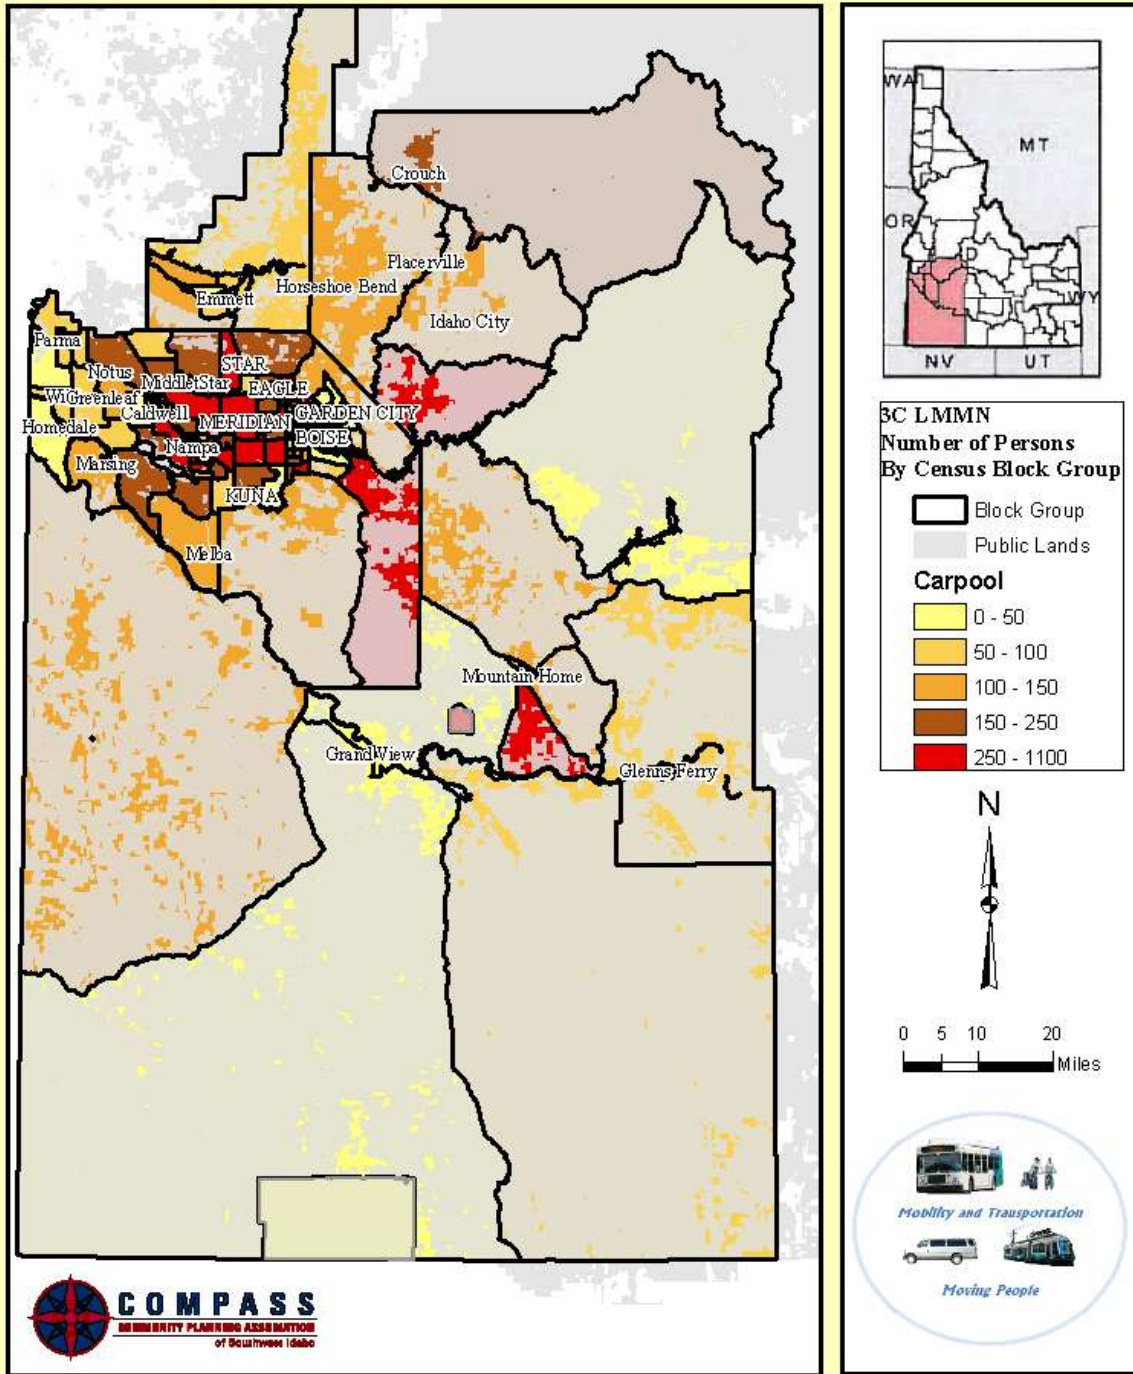 Crouch
Placerville
Horseshoe Bend
Emmett
Idaho City
Parma
STAR
Notus
MiddletStar
EAGLE
WiGreenleaf
Caldwell
GARDEN CITY
Homedale
MERIDIAN
BOISE
Nampa
Marsing
KUNA
Melba
Mountain Home
Grand View
Glenns Ferry
COMPASS
COMMUNITY PLANNING ASSOCIATION
of Southwest Idaho
WA
MT
OR
WY
NV
UT
3C LMMN
Number of Persons
By Census Block Group
Block Group
Public Lands
Carpool
0 - 50
50 - 100
100 - 150
150 - 250
250 - 1100
N
0 5 10 20
Miles
Mobility and Transportation
Moving People